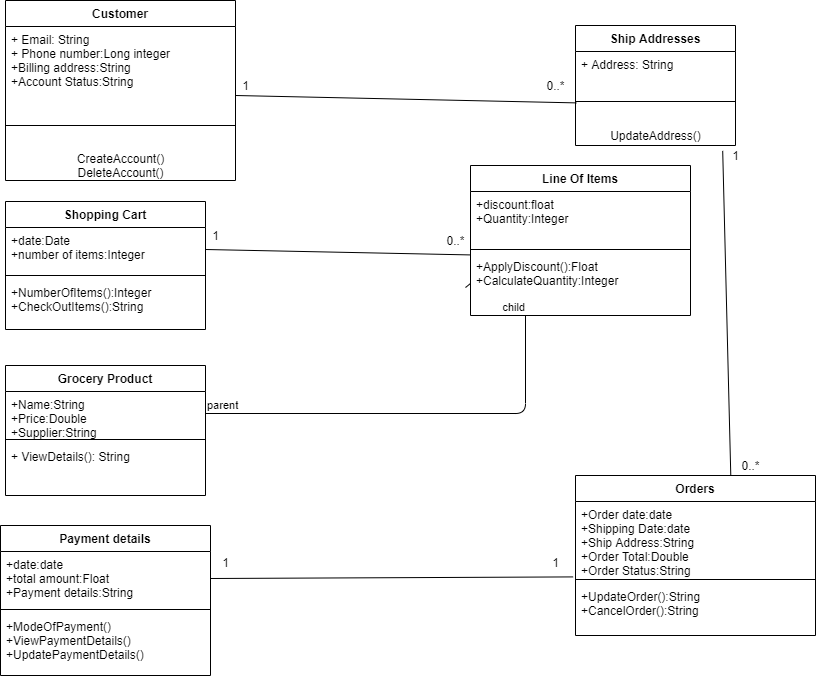 Customer
+ Email: String
+ Phone number:Long integer
+Billing address:String
+Account Status:String
CreateAccount()
DeleteAccount()
1
0..*
Ship Addresses
+ Address: String
UpdateAddress()
1
Shopping Cart
+date:Date
+number of items:Integer
+NumberOfItems():Integer
+CheckOutItems():String
1
0..*
Line Of Items
+discount:float
+Quantity:Integer
+ApplyDiscount():Float
+CalculateQuantity:Integer
child
Grocery Product
+Name:String
+Price:Double
+Supplier:String
+ ViewDetails(): String
parent
0..*
Orders
+Order date:date
+Shipping Date:date
+Ship Address:String
+Order Total:Double
+Order Status:String
+UpdateOrder():String
+CancelOrder():String
Payment details
+date:date
+total amount:Float
+Payment details:String
+ModeOfPayment()
+ViewPaymentDetails()
+UpdatePaymentDetails()
1
1